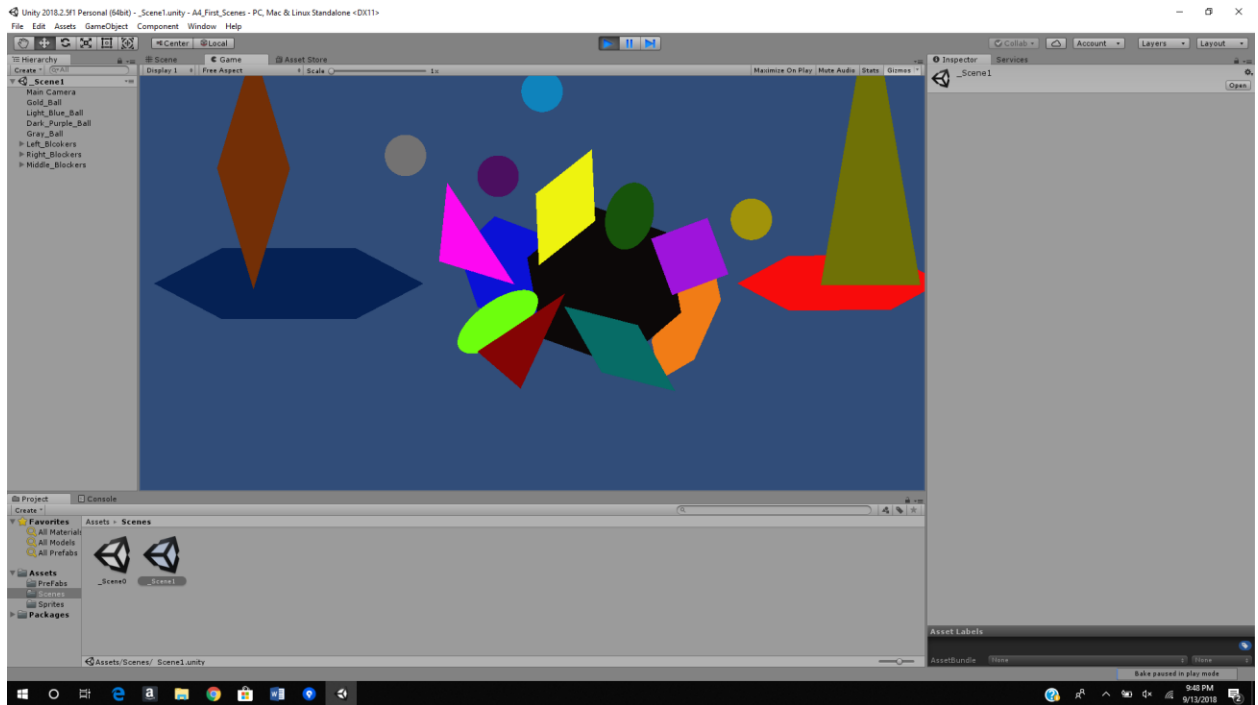 Unity 2018.2.5f1 Personal (64bit) - _Scene1.unity - A4_First_Scenes - PC, Mac & Linux Standalone <DX11>
File Edit Assets GameObject Component Window Help
Center Local Collab Account Layers Layout
Hierarchy Scene Game Asset Store Inspector Services
Create All Display 1 Free Aspect Scale 1x Maximize On Play Mute Audio Stats Gizmos _Scene1
_Scene1 Open
Main Camera
Gold_Ball
Light_Blue_Ball
Dark_Purple_Ball
Gray_Ball
Left_Blcokers
Right_Blockers
Middle_Blockers
Project Console
Create
Favorites Assets Scenes
All Materials
All Models
All Prefabs
Assets
PreFabs _Scene0 _Scene1
Scenes
Sprites
Packages
Asset Labels
Assets/Scenes/_Scene1.unity AssetBundle None None
Bake paused in play mode
9:48 PM
9/13/2018